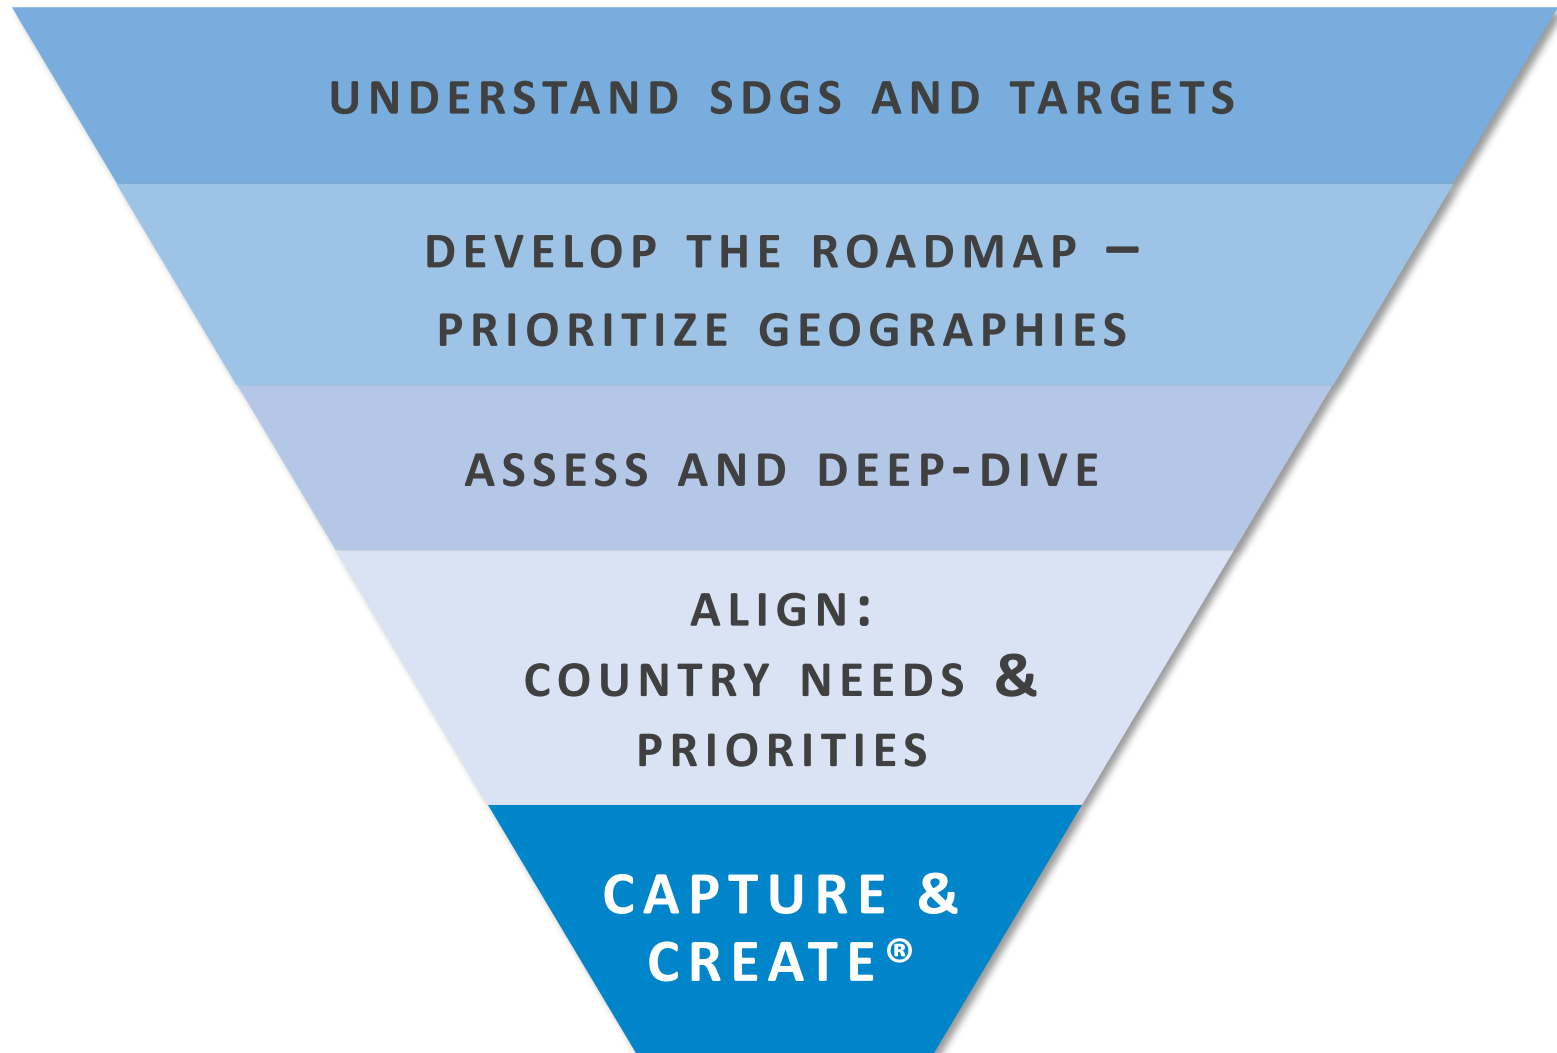 UNDERSTAND SDGS AND TARGETS
DEVELOP THE ROADMAP –
PRIORITIZE GEOGRAPHIES
ASSESS AND DEEP-DIVE
ALIGN:
COUNTRY NEEDS &
PRIORITIES
CAPTURE &
CREATE®